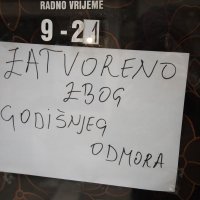 RADNO VRIJEME
9 - 21
ZATVORENO
ZBOG
GODIŠNJEG
ODMORA